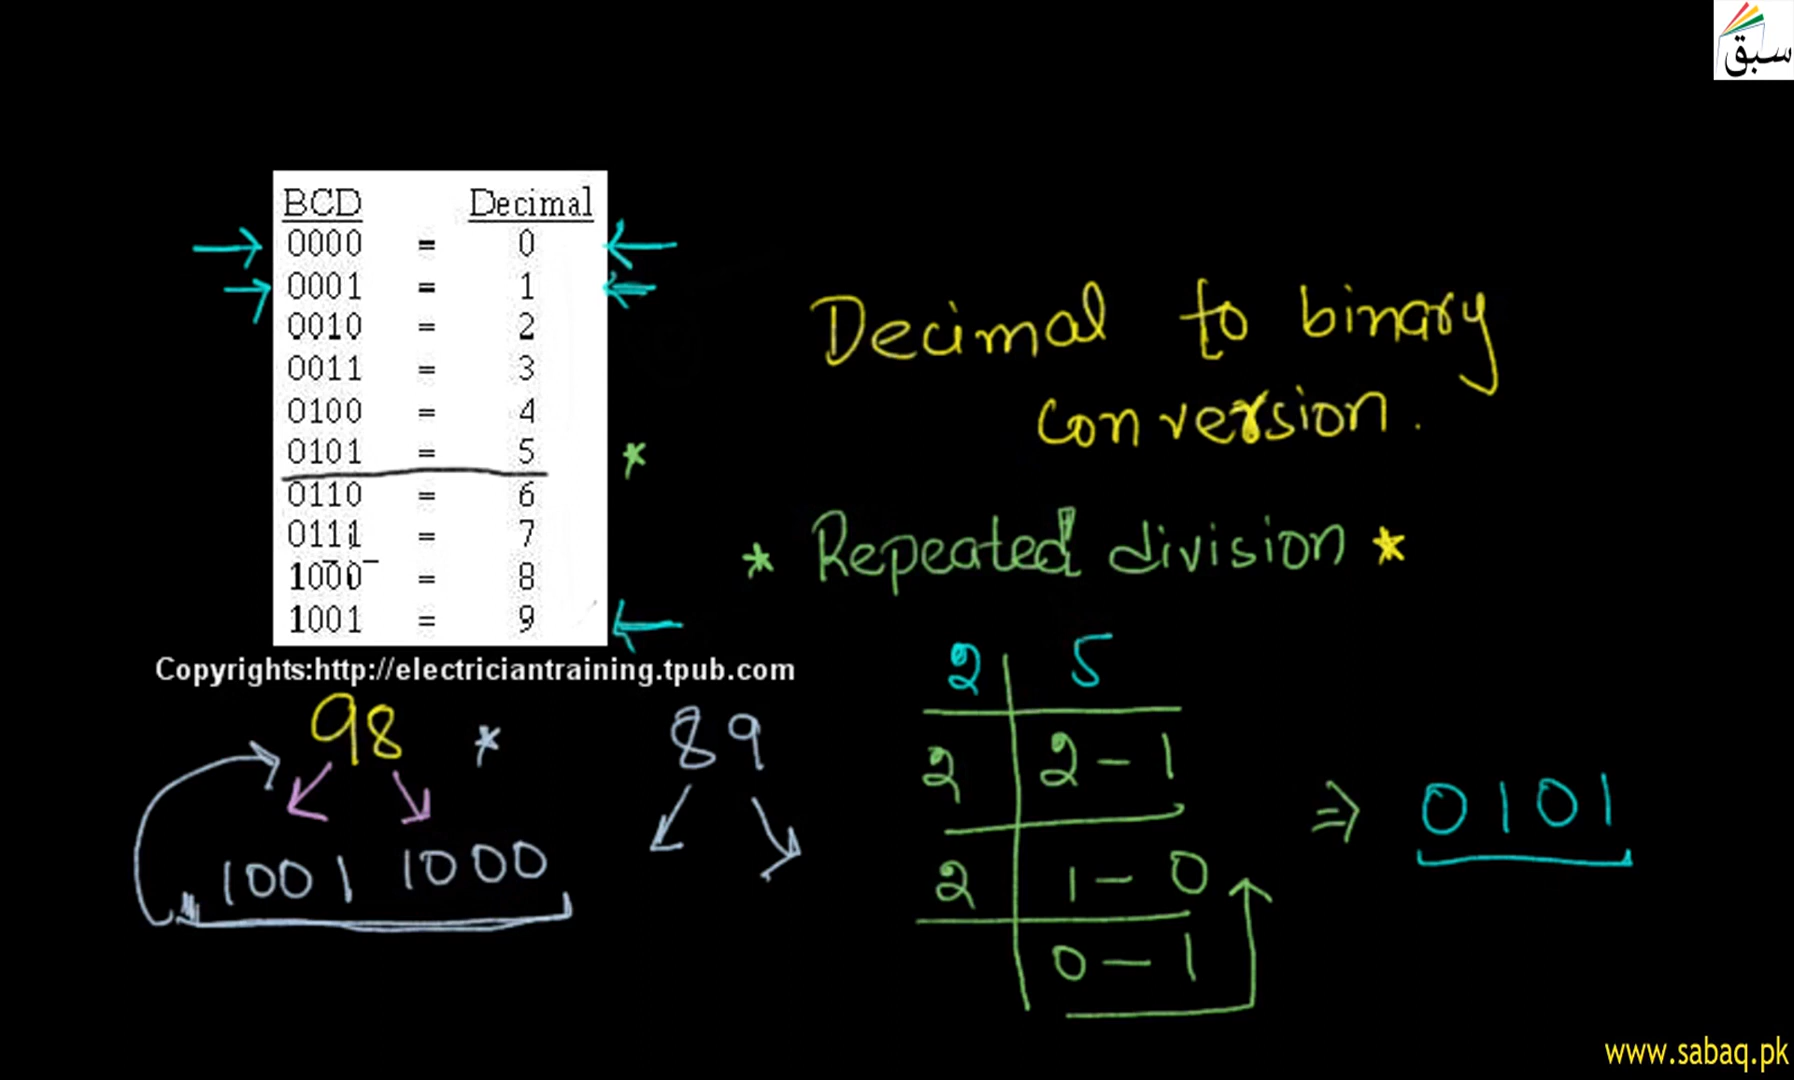 سبق
BCD Decimal
0000 = 0
0001 = 1
0010 = 2
0011 = 3
0100 = 4
0101 = 5
0110 = 6
0111 = 7
1000 = 8
1001 = 9
Copyrights:http://electriciantraining.tpub.com
98 * 89
1001 1000
Decimal to binary
conversion.
* Repeated division *
2 5
2 2 - 1
2 1 - 0
0 - 1
⇒ 0101
www.sabaq.pk